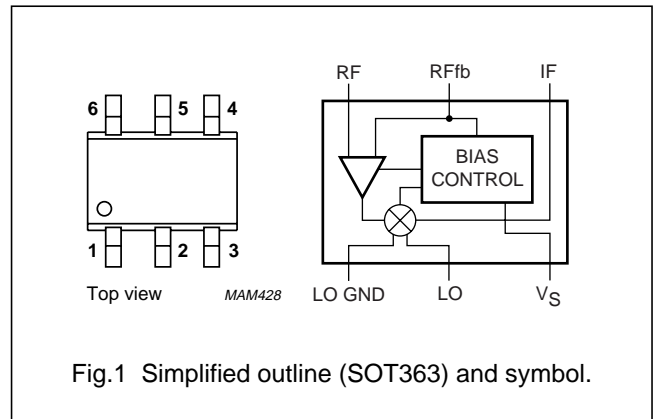 RF RFfb IF
6 5 4
BIAS
CONTROL
1 2 3
Top view MAM428 LO GND LO VS
Fig.1 Simplified outline (SOT363) and symbol.